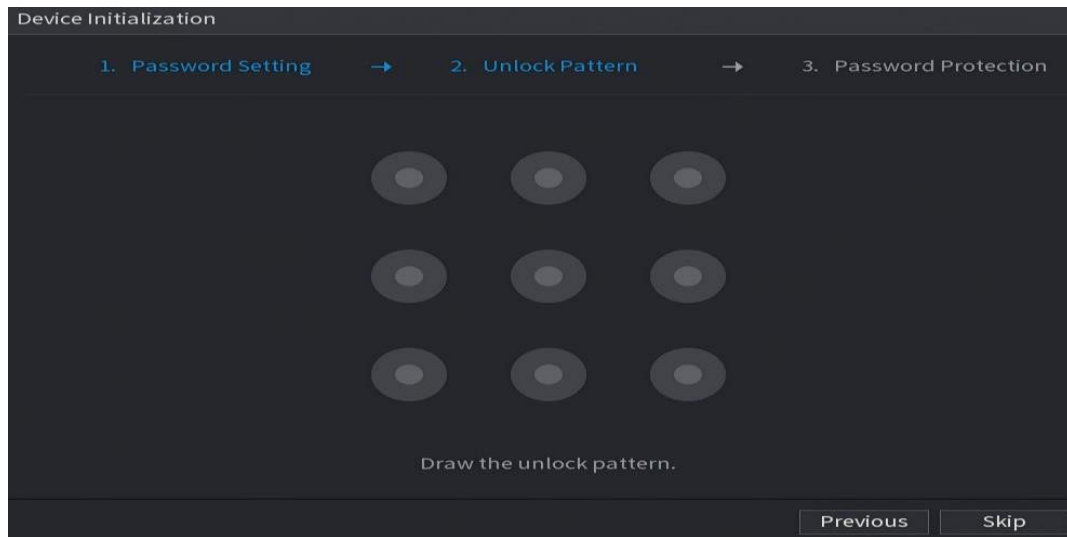 Device Initialization
1. Password Setting → 2. Unlock Pattern → 3. Password Protection
Draw the unlock pattern.
Previous Skip